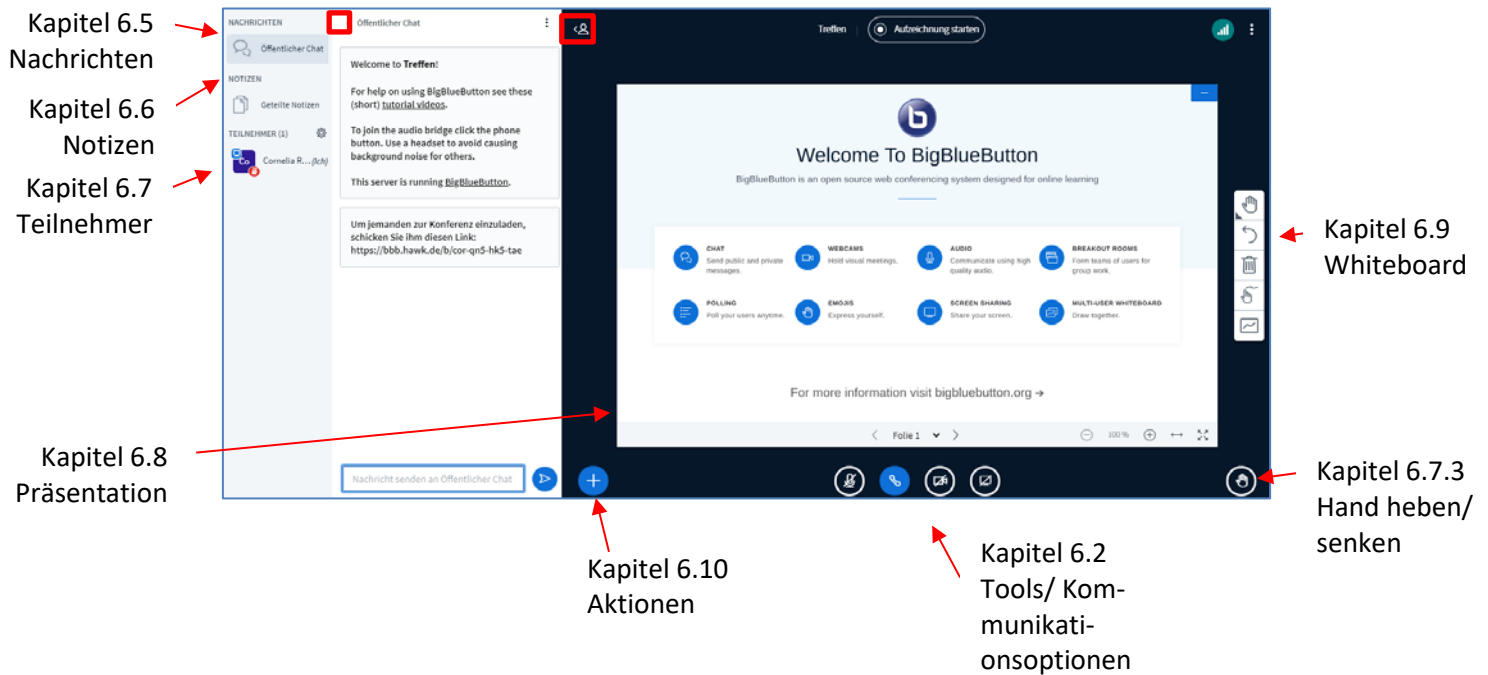 Kapitel 6.5
Nachrichten
Kapitel 6.6
Notizen
Kapitel 6.7
Teilnehmer
Kapitel 6.8
Präsentation
NACHRICHTEN
Öffentlicher Chat
NOTIZEN
Geteilte Notizen
TEILNEHMER (1)
Co
Cornelia R... (Ich)
Öffentlicher Chat
Welcome to Treffen!
For help on using BigBlueButton see these
(short) tutorial videos.
To join the audio bridge click the phone
button. Use a headset to avoid causing
background noise for others.
This server is running BigBlueButton.
Um jemanden zur Konferenz einzuladen,
schicken Sie ihm diesen Link:
https://bbb.hawk.de/b/cor-qn5-hk5-tae
Nachricht senden an Öffentlicher Chat
Treffen
Aufzeichnung starten
Welcome To BigBlueButton
BigBlueButton is an open source web conferencing system designed for online learning
CHAT
Send public and private
messages.
WEBCAMS
Hold visual meetings.
AUDIO
Communicate using high
quality audio.
BREAKOUT ROOMS
Form teams of users for
group work.
POLLING
Poll your users anytime.
EMOJIS
Express yourself.
SCREEN SHARING
Share your screen.
MULTI-USER WHITEBOARD
Draw together.
For more information visit bigbluebutton.org →
Folie 1
100%
Kapitel 6.9
Whiteboard
Kapitel 6.7.3
Hand heben/
senken
Kapitel 6.10
Aktionen
Kapitel 6.2
Tools/ Kom-
munikati-
onsoptionen